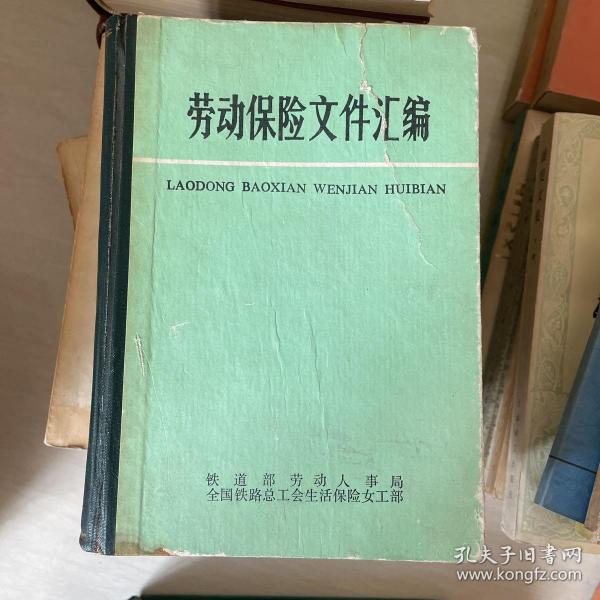 劳动保险文件汇编
LAODONG BAOXIAN WENJIAN HUIBIAN
铁道部劳动人事局
全国铁路总工会生活保险女工部
孔夫子旧书网
www.kongfz.com